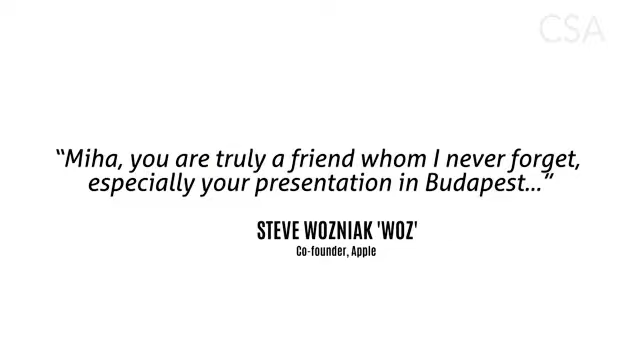 CSA
“Miha, you are truly a friend whom I never forget,
especially your presentation in Budapest...”
STEVE WOZNIAK 'WOZ'
Co-founder, Apple